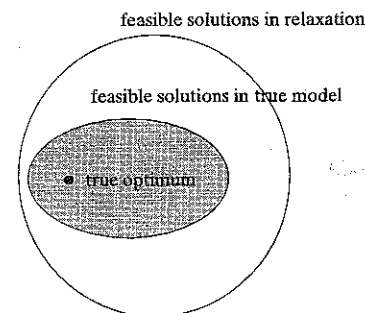 feasible solutions in relaxation
feasible solutions in true model
true optimum